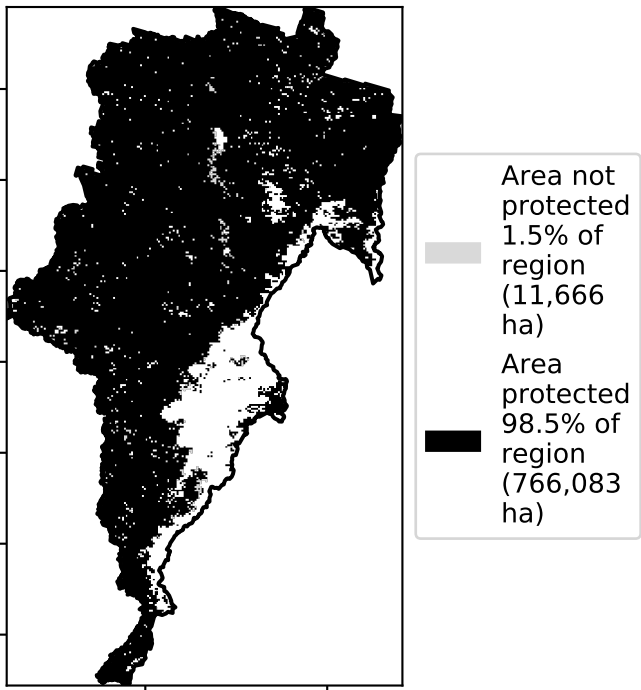 Area not
protected
1.5% of
region
(11,666
ha)
Area
protected
98.5% of
region
(766,083
ha)